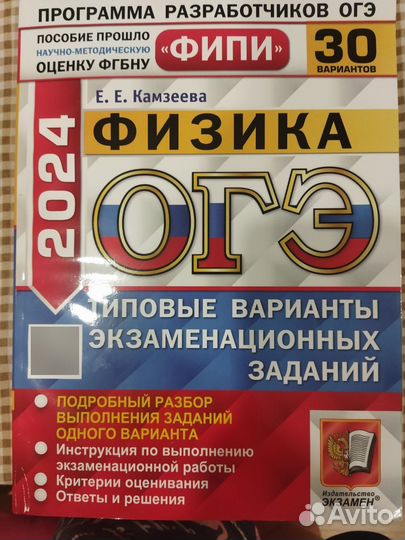 ПРОГРАММА РАЗРАБОТЧИКОВ ОГЭ
ПОСОБИЕ ПРОШЛО
НАУЧНО-МЕТОДИЧЕСКУЮ
ОЦЕНКУ ФГБНУ
«ФИПИ»
30
ВАРИАНТОВ
Е. Е. Камзеева
2024
ФИЗИКА
ОГЭ
ТИПОВЫЕ ВАРИАНТЫ
ЭКЗАМЕНАЦИОННЫХ
ЗАДАНИЙ
• ПОДРОБНЫЙ РАЗБОР
ВЫПОЛНЕНИЯ ЗАДАНИЙ
ОДНОГО ВАРИАНТА
• Инструкция по выполнению
экзаменационной работы
• Критерии оценивания
• Ответы и решения
Издательство
ЭКЗАМЕН®
Avito